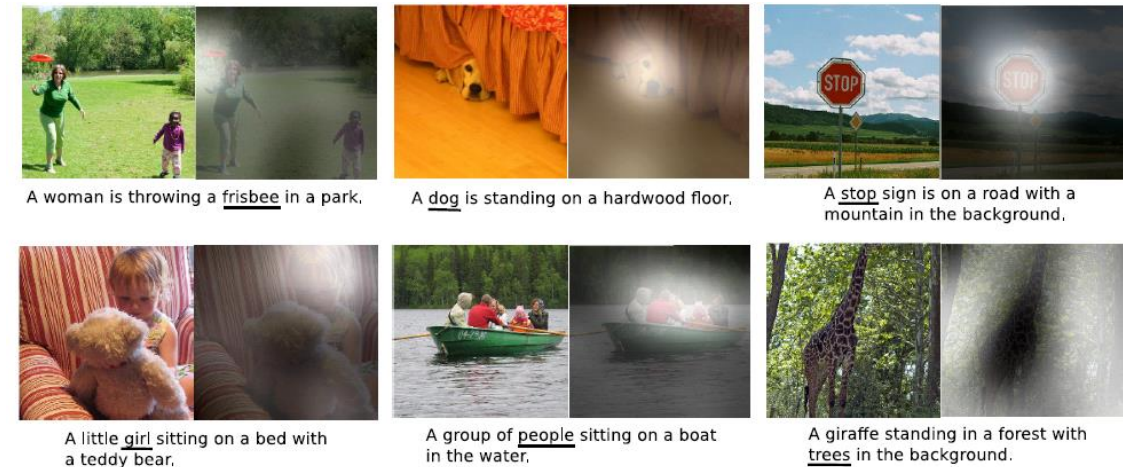 STOP
STOP
A woman is throwing a frisbee in a park.
A dog is standing on a hardwood floor.
A stop sign is on a road with a
mountain in the background.
A little girl sitting on a bed with
a teddy bear.
A group of people sitting on a boat
in the water.
A giraffe standing in a forest with
trees in the background.